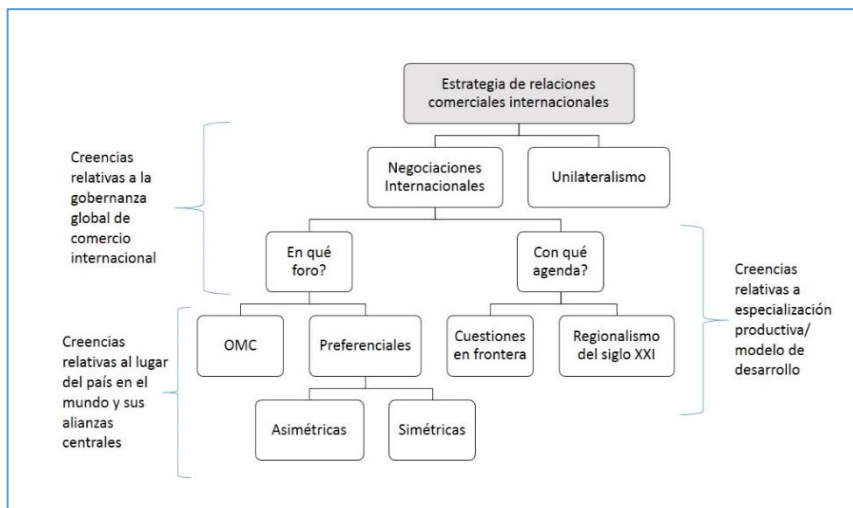 Estrategia de relaciones
comerciales internacionales
Creencias
relativas a la
gobernanza
global de
comercio
internacional
Negociaciones
Internacionales
Unilateralismo
En qué
foro?
Con qué
agenda?
Creencias
relativas a
especialización
productiva/
modelo de
desarrollo
Creencias
relativas al lugar
del país en el
mundo y sus
alianzas
centrales
OMC
Preferenciales
Cuestiones
en frontera
Regionalismo
del siglo XXI
Asimétricas
Simétricas